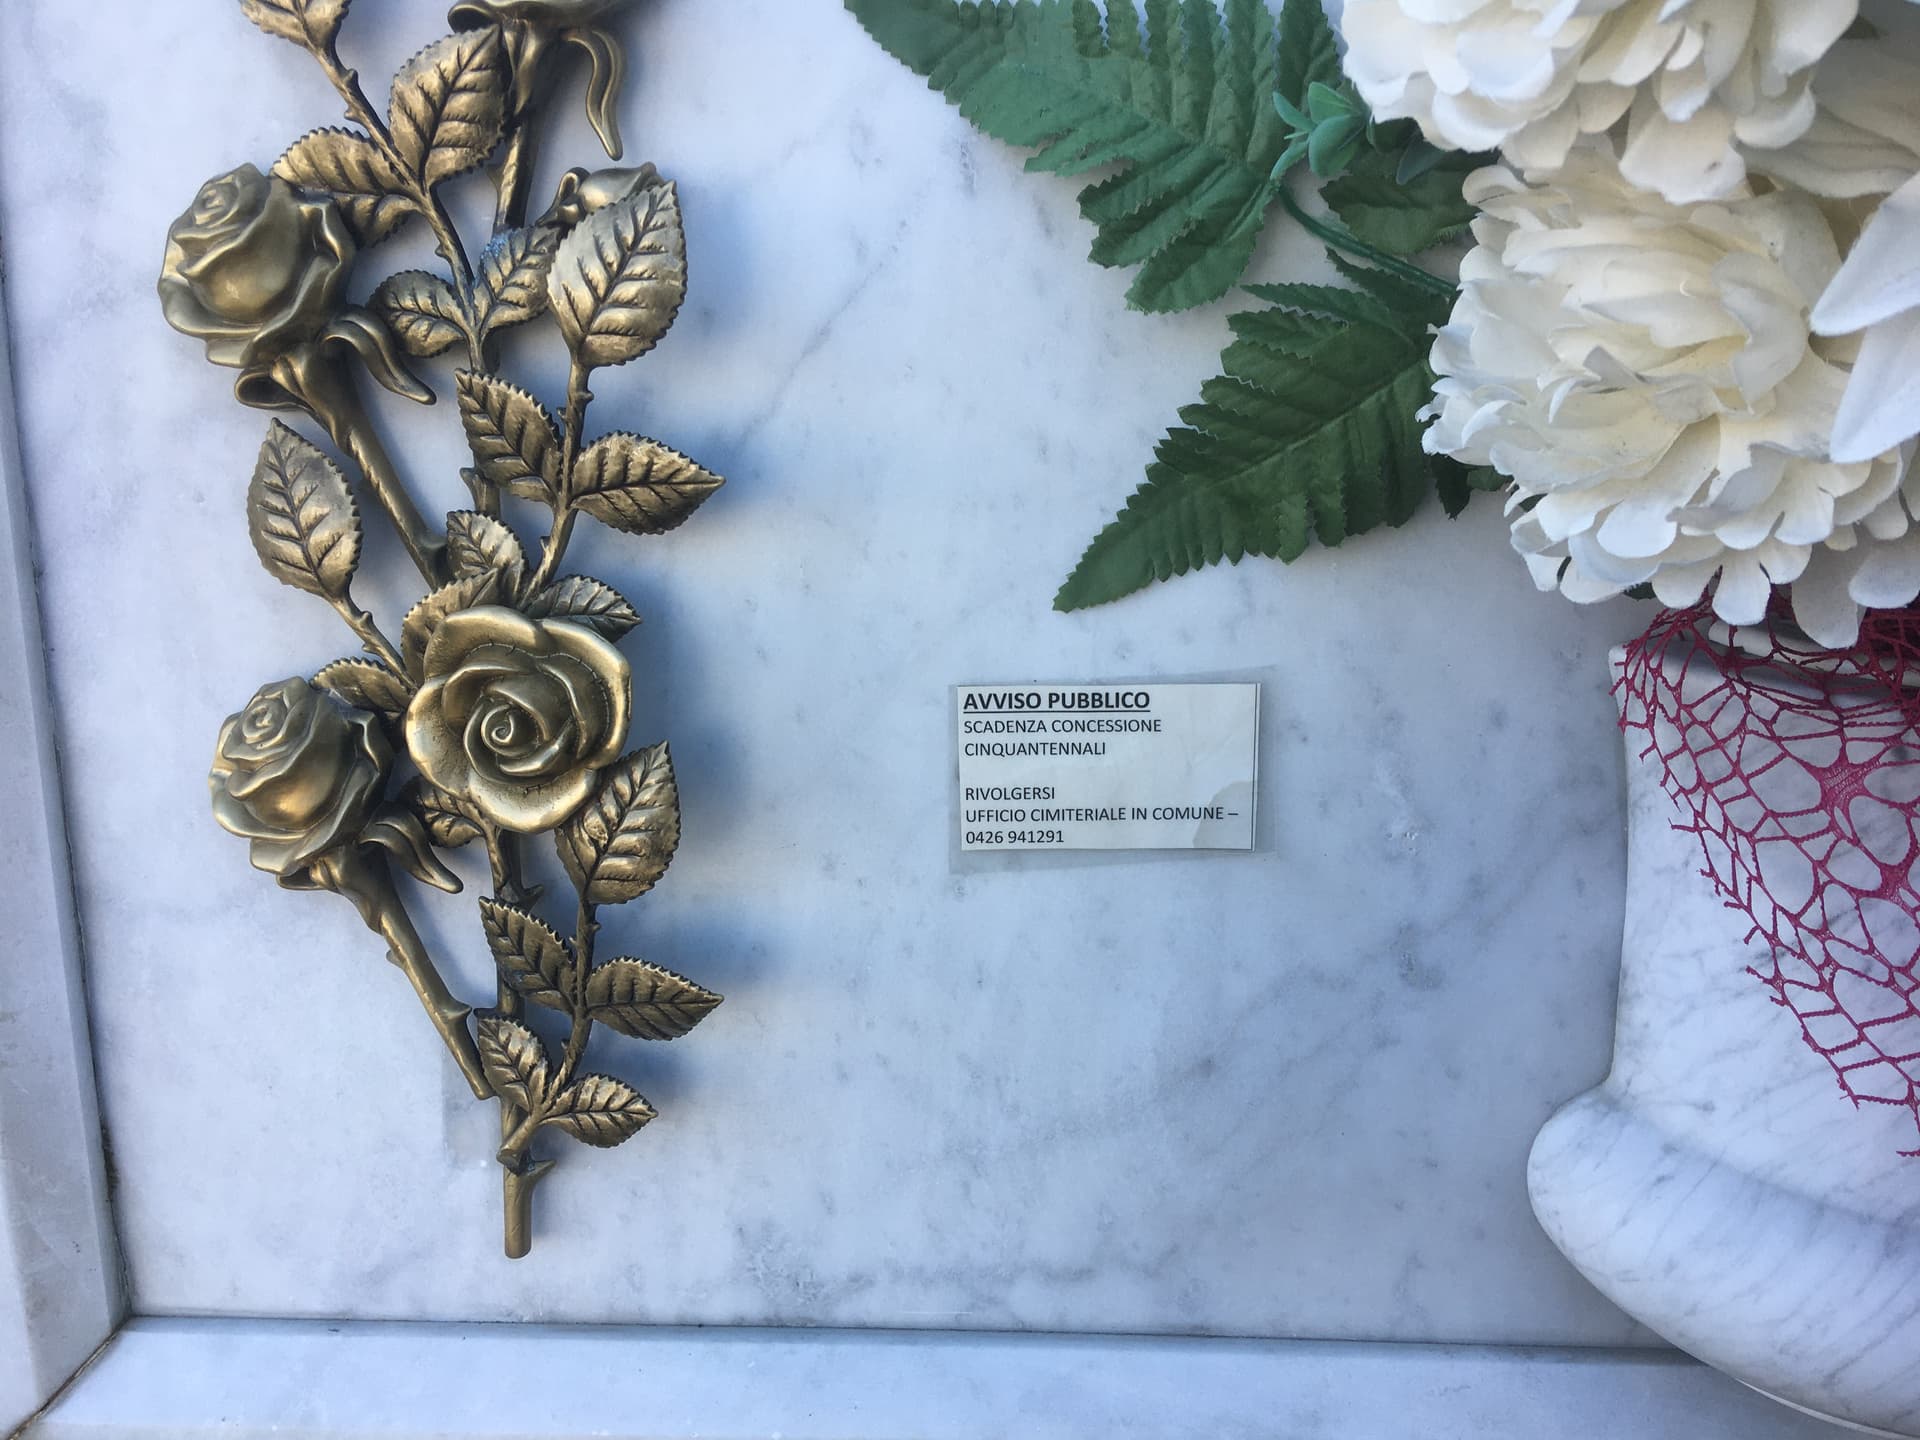 AVVISO PUBBLICO
SCADENZA CONCESSIONE
CINQUANTENNALI
RIVOLGERSI
UFFICIO CIMITERIALE IN COMUNE –
0426 941291